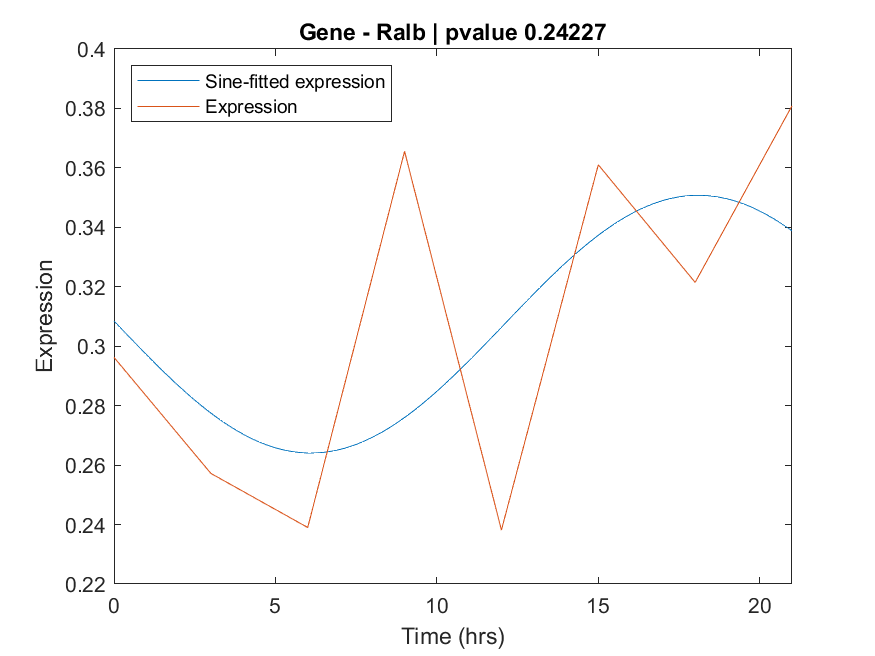 Gene - Ralb | pvalue 0.24227
Sine-fitted expression
Expression
0.4
0.38
0.36
0.34
0.32
0.3
0.28
0.26
0.24
0.22
Expression
0 5 10 15 20
Time (hrs)